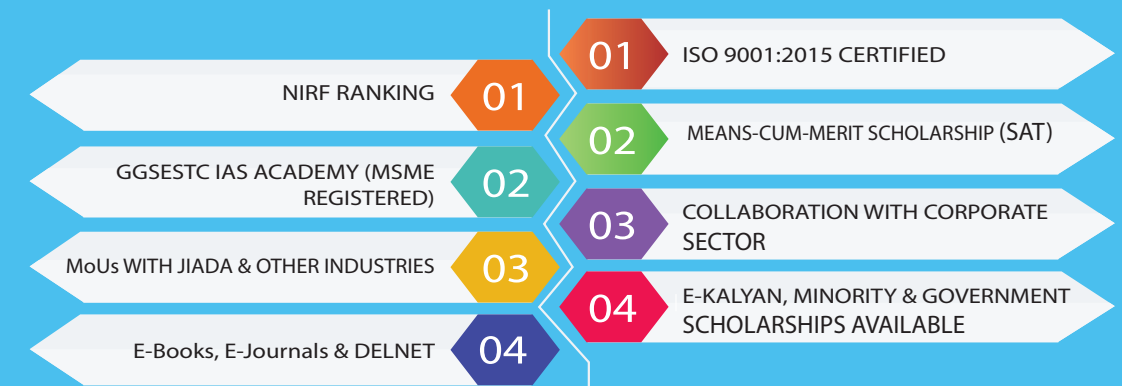 NIRF RANKING
01
GGSESTC IAS ACADEMY (MSME
REGISTERED)
02
MoUs WITH JIADA & OTHER INDUSTRIES
03
E-Books, E-Journals & DELNET
04
01
ISO 9001:2015 CERTIFIED
02
MEANS-CUM-MERIT SCHOLARSHIP (SAT)
03
COLLABORATION WITH CORPORATE
SECTOR
04
E-KALYAN, MINORITY & GOVERNMENT
SCHOLARSHIPS AVAILABLE